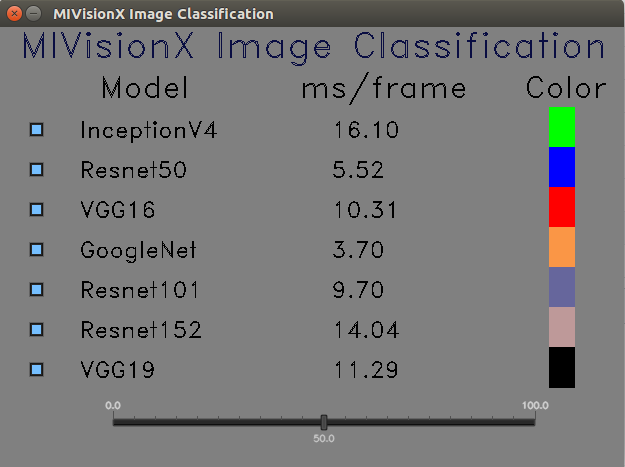 MIVisionX Image Classification
MIVisionX Image Classification
Model ms/frame Color
InceptionV4 16.10
Resnet50 5.52
VGG16 10.31
GoogleNet 3.70
Resnet101 9.70
Resnet152 14.04
VGG19 11.29
0.0 100.0
50.0